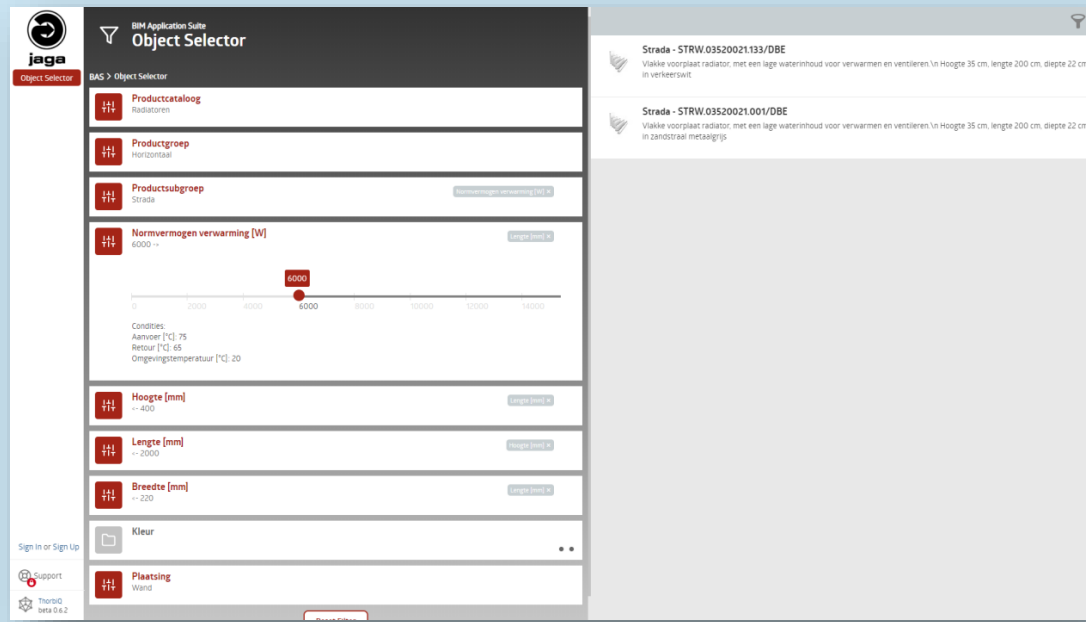 jaga
Object Selector
BIM Application Suite
Object Selector
BAS > Object Selector
Productcataloog
Radiatoren
Productgroep
Horizontaal
Productsubgroep
Strada
Normvermogen verwarming [W] ×
Normvermogen verwarming [W]
6000 ->
Lengte [mm] ×
6000
0 2000 4000 6000 8000 10000 12000 14000
Condities:
Aanvoer [°C]: 75
Retour [°C]: 65
Omgevingstemperatuur [°C]: 20
Hoogte [mm]
<- 400
Lengte [mm] ×
Lengte [mm]
<- 2000
Hoogte [mm] ×
Breedte [mm]
<- 220
Lengte [mm] ×
Kleur
Plaatsing
Wand
Reset Filter
Sign In or Sign Up
Support
ThorbiQ
beta 0.6.2
Strada - STRW.03520021.133/DBE
Vlakke voorplaat radiator, met een lage waterinhoud voor verwarmen en ventileren.\n Hoogte 35 cm, lengte 200 cm, diepte 22 cm
in verkeerswit
Strada - STRW.03520021.001/DBE
Vlakke voorplaat radiator, met een lage waterinhoud voor verwarmen en ventileren.\n Hoogte 35 cm, lengte 200 cm, diepte 22 cm
in zandstraal metaalgrijs